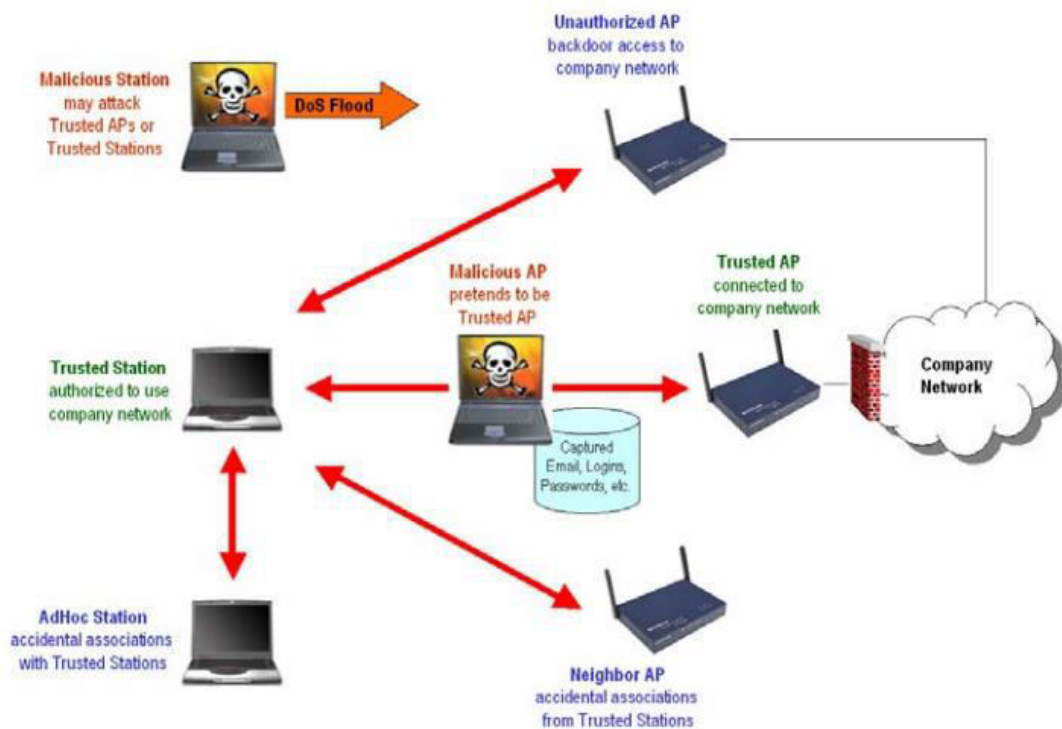 Unauthorized AP
backdoor access to
company network
Malicious Station
may attack
Trusted APs or
Trusted Stations
DoS Flood
Malicious AP
pretends to be
Trusted AP
Trusted AP
connected to
company network
Trusted Station
authorized to use
company network
Company
Network
Captured
Email, Logins,
Passwords, etc.
AdHoc Station
accidental associations
with Trusted Stations
Neighbor AP
accidental associations
from Trusted Stations